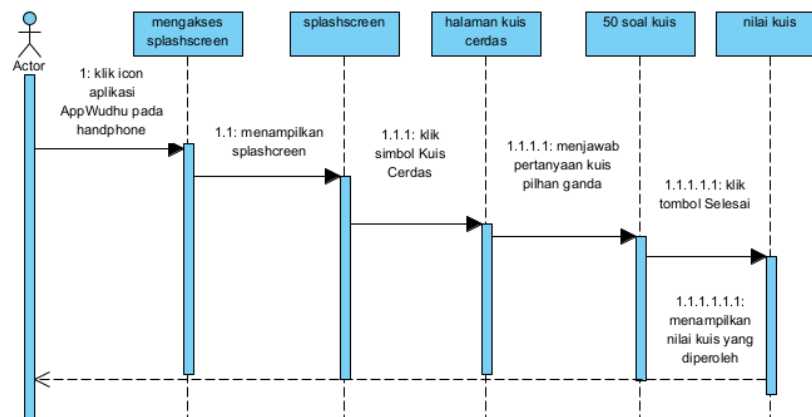 mengakses
splashscreen
splashscreen
halaman kuis
cerdas
50 soal kuis
nilai kuis
Actor
1: klik icon
aplikasi
AppWudhu pada
handphone
1.1: menampilkan
splashcreen
1.1.1: klik
simbol Kuis
Cerdas
1.1.1.1: menjawab
pertanyaan kuis
pilhan ganda
1.1.1.1.1: klik
tombol Selesai
1.1.1.1.1.1:
menampilkan
nilai kuis yang
diperoleh